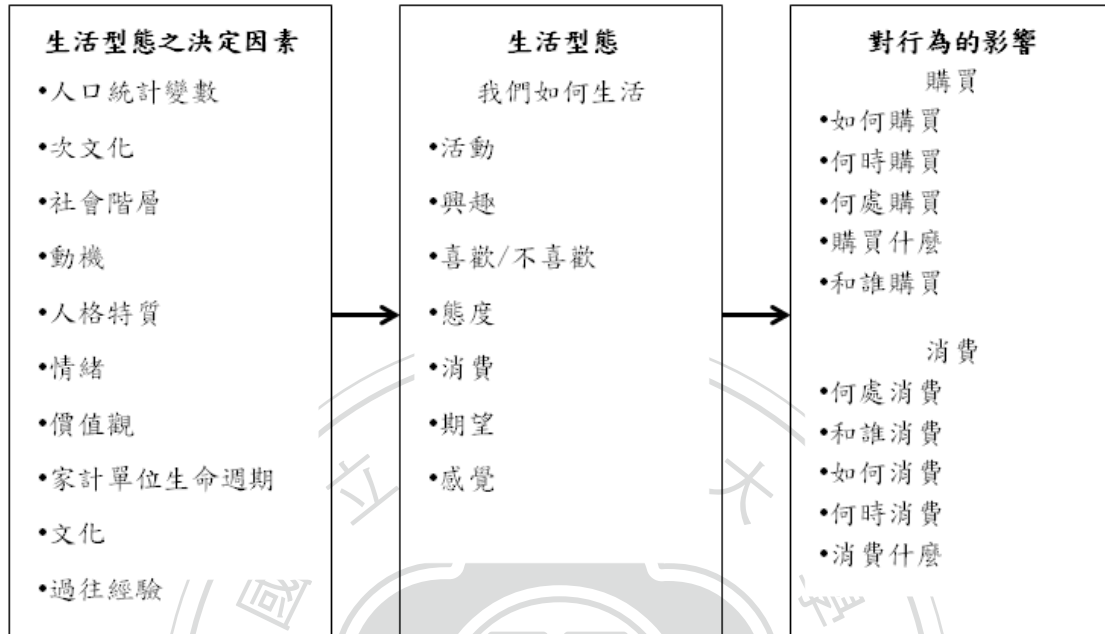 生活型態之決定因素
•人口統計變數
•次文化
•社會階層
•動機
•人格特質
•情緒
•價值觀
•家計單位生命週期
•文化
•過往經驗
生活型態
我們如何生活
•活動
•興趣
•喜歡/不喜歡
•態度
•消費
•期望
•感覺
對行為的影響
購買
•如何購買
•何時購買
•何處購買
•購買什麼
•和誰購買
消費
•何處消費
•和誰消費
•如何消費
•何時消費
•消費什麼
國
立
大
學